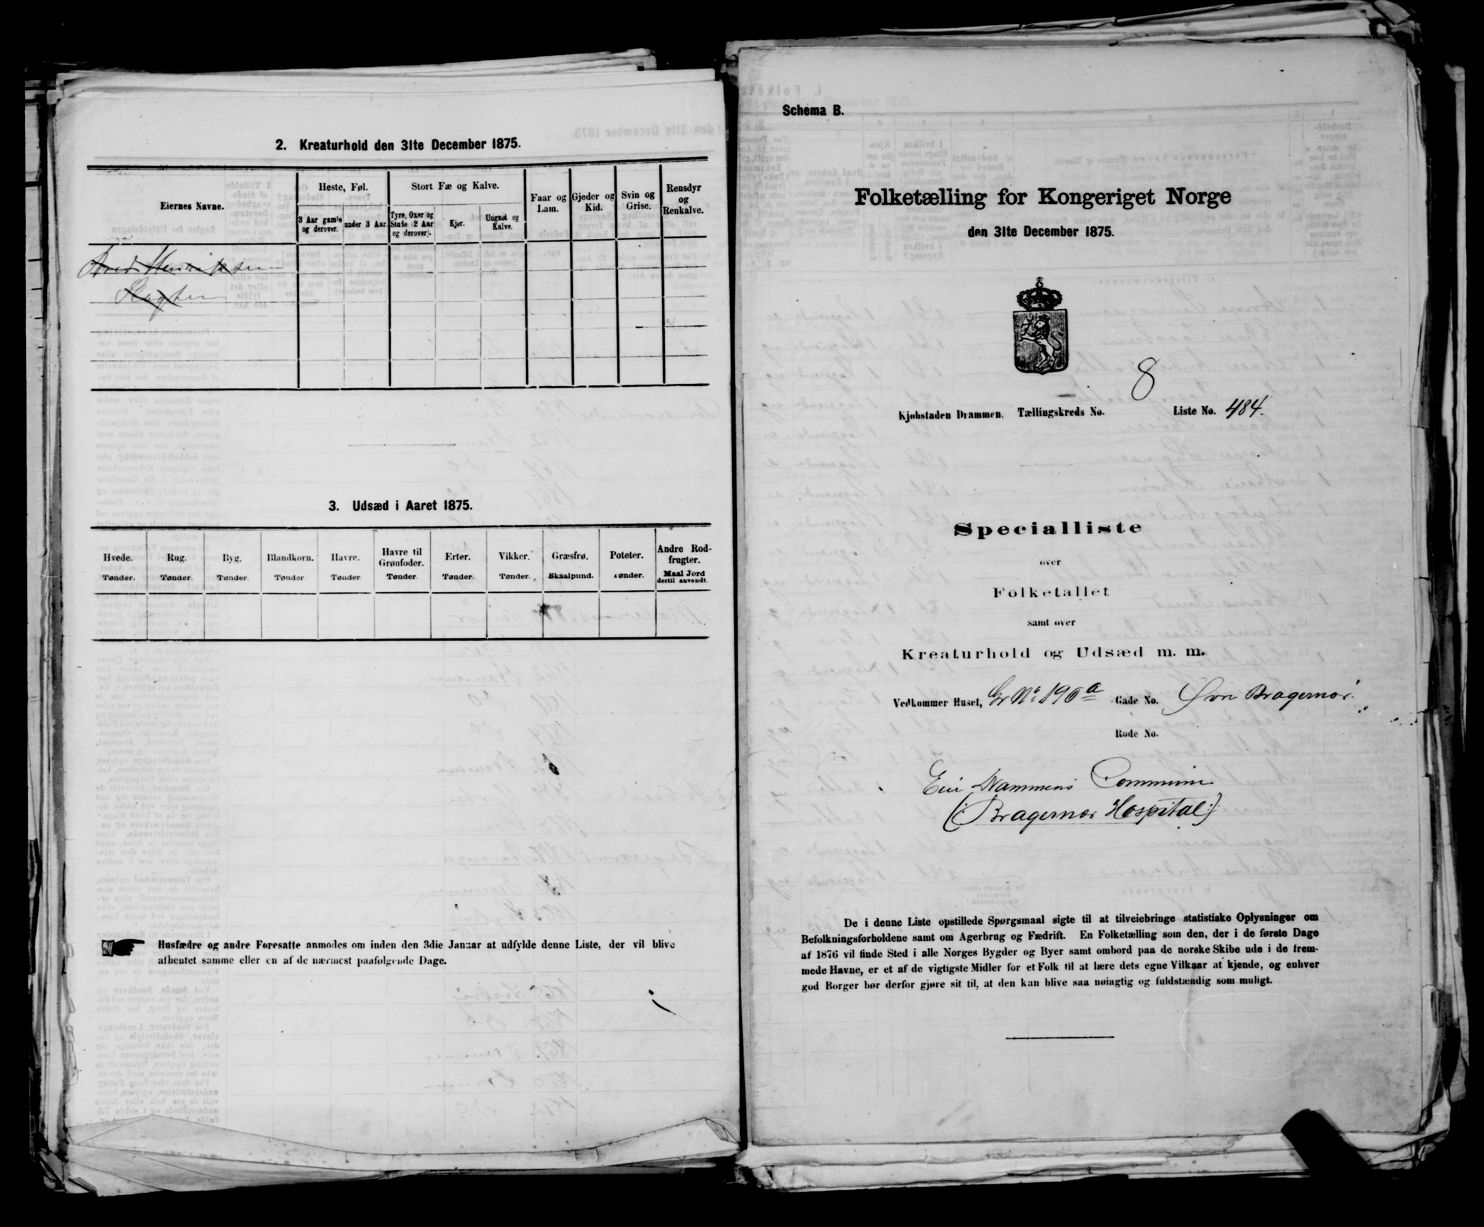 2. Kreaturhold den 31te December 1875.
Eiernes Navne.
Heste, Føl.
Stort Fæ og Kalve.
Faar og Lam.
Gjeder og Kid.
Svin og Grise.
Rensdyr og Renkalve.
3 Aar gamle og derover.
under 3 Aar.
Tyre, Oxer og Stute (2 Aar og derover).
Kjør.
Ungnøt og Kalve.
3. Udsæd i Aaret 1875.
Hvede. Rug. Byg. Blandkorn. Havre. Havre til Grønfoder. Erter. Vikker. Græsfrø. Poteter. Andre Rodfrugter.
Tønder. Tønder. Tønder. Tønder Tønder. Tønder. Tønder. Tønder. Skaalpund. Tønder. Maal Jord dertil anvendt.
Husfædre og andre Foresatte anmodes om inden den 3die Januar at udfylde denne Liste, der vil blive
afhentet samme eller en af de nærmest paafølgende Dage.
Schema B.
Folketælling for Kongeriget Norge
den 31te December 1875.
Kjøbstaden Drammen. Tællingskreds No. 8 Liste No. 484.
Specialliste
over
Folketallet
samt over
Kreaturhold og Udsæd m. m.
Vedkommer Huset, Gr No 190 a Gade No. Øvre Bragernæs
Rode No.
Eier Drammens Commune
(Bragernæs Hospital)
De i denne Liste opstillede Spørgsmaal sigte til at tilveiebringe statistiske Oplysninger om
Befolkningsforholdene samt om Agerbrug og Fædrift. En Folketælling som den, der i de første Dage
af 1876 vil finde Sted i alle Norges Bygder og Byer samt ombord paa de norske Skibe ude i de frem-
mede Havne, er et af de vigtigste Midler for et Folk til at lære dets egne Vilkaar at kjende, og enhver
god Borger bør derfor gjøre sit til, at den kan blive saa nøiagtig og fuldstændig som muligt.